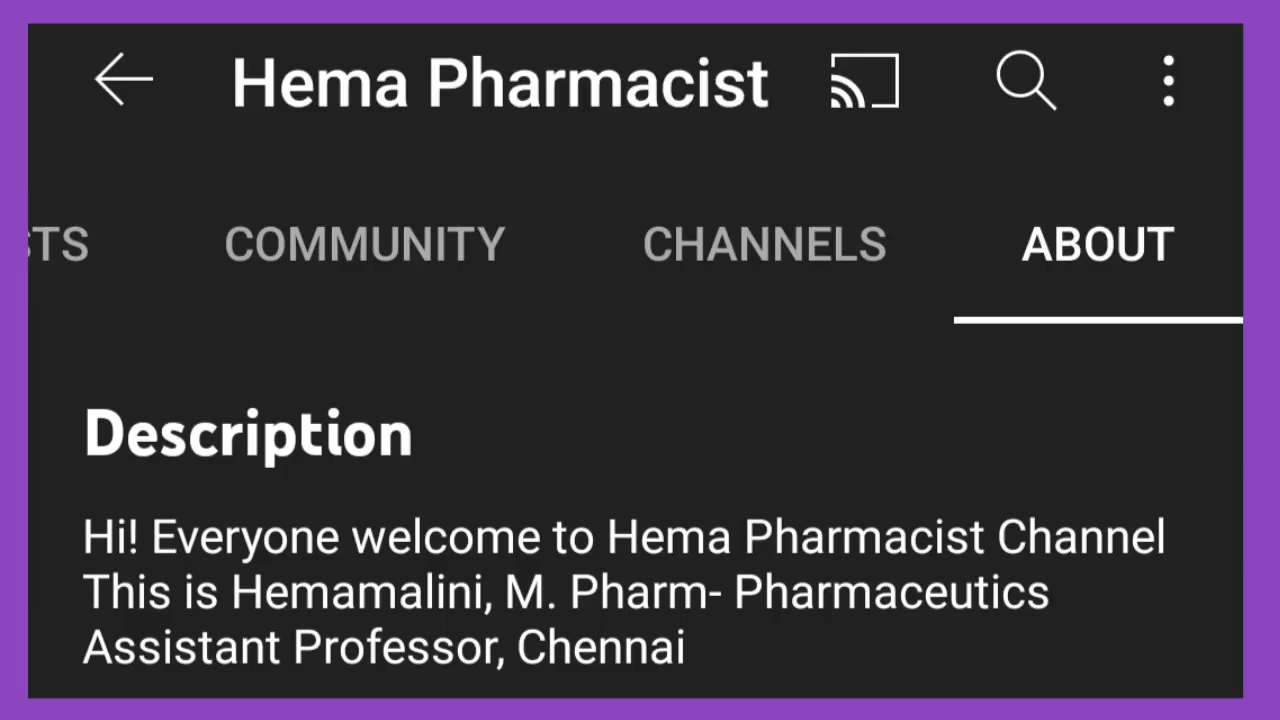 Hema Pharmacist
STS COMMUNITY CHANNELS ABOUT
Description
Hi! Everyone welcome to Hema Pharmacist Channel
This is Hemamalini, M. Pharm- Pharmaceutics
Assistant Professor, Chennai